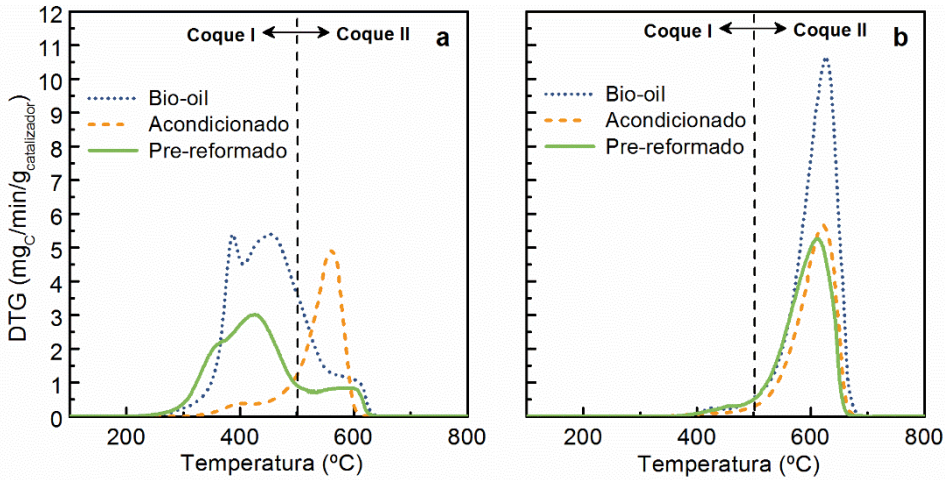 Coque I Coque II a
Bio-oil
Acondicionado
Pre-reformado
DTG (mgC/min/gcatalizador)
12
11
10
9
8
7
6
5
4
3
2
1
0
200 400 600 800
Temperatura (ºC)
Coque I Coque II b
Bio-oil
Acondicionado
Pre-reformado
200 400 600 800
Temperatura (ºC)